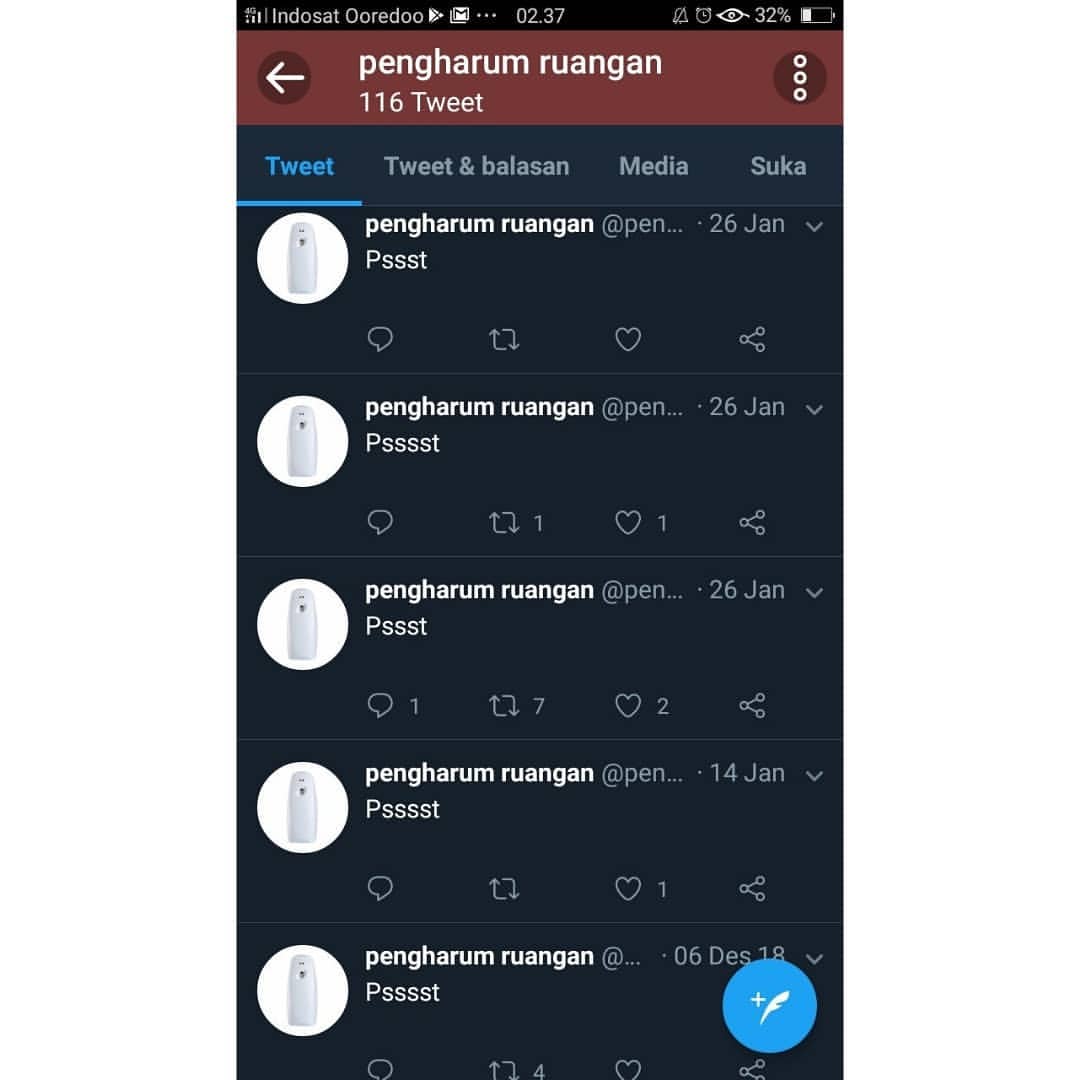 4G Indosat Ooredoo ... 02.37 32%
pengharum ruangan
116 Tweet
Tweet Tweet & balasan Media Suka
pengharum ruangan @pen... · 26 Jan
Pssst
pengharum ruangan @pen... · 26 Jan
Psssst
1 1
pengharum ruangan @pen... · 26 Jan
Pssst
1 7 2
pengharum ruangan @pen... · 14 Jan
Psssst
1
pengharum ruangan @... · 06 Des 18
Psssst
4